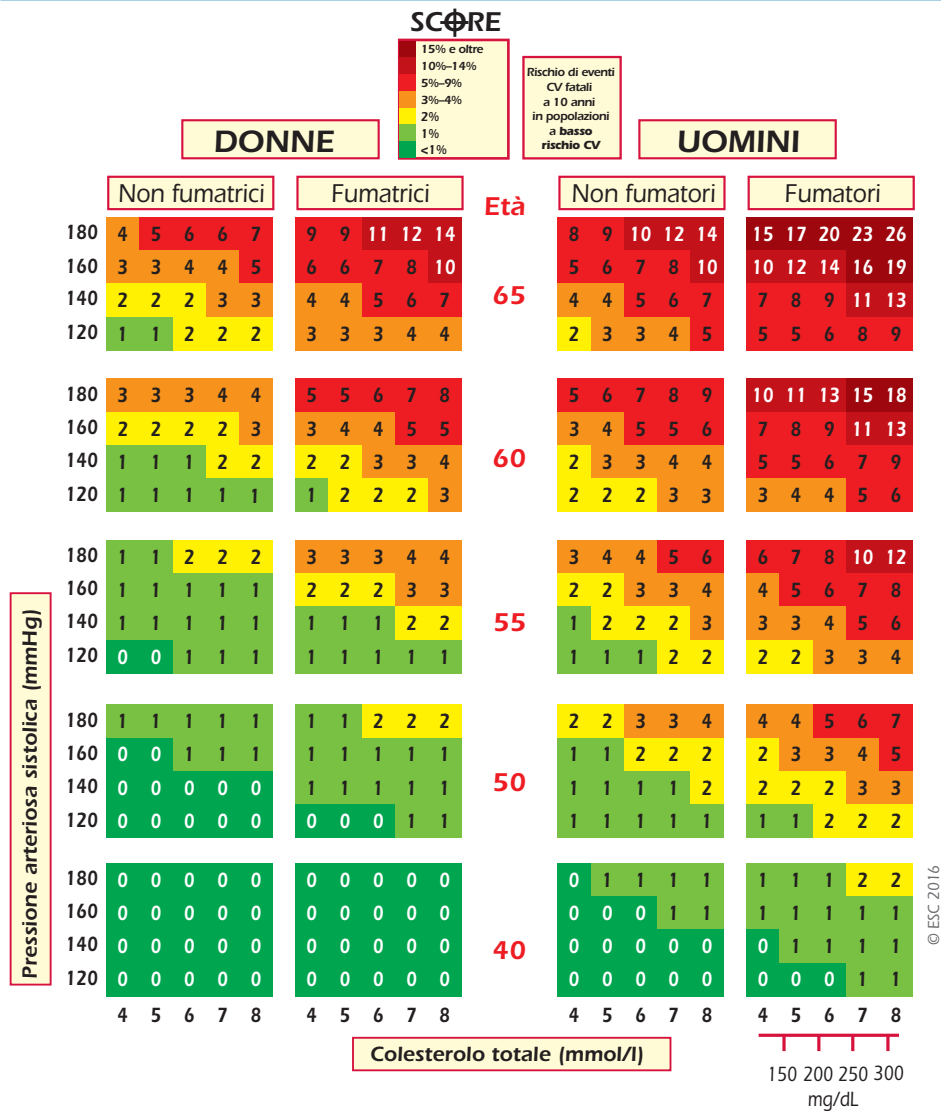 SCORE
15% e oltre
10%–14%
5%–9%
3%–4%
2%
1%
<1%
Rischio di eventi
CV fatali
a 10 anni
in popolazioni
a basso
rischio CV
DONNE
UOMINI
Non fumatrici
Fumatrici
Età
Non fumatori
Fumatori
180 4 5 6 6 7 9 9 11 12 14 8 9 10 12 14 15 17 20 23 26
160 3 3 4 4 5 6 6 7 8 10 5 6 7 8 10 10 12 14 16 19
65
140 2 2 2 3 3 4 4 5 6 7 4 4 5 6 7 7 8 9 11 13
120 1 1 2 2 2 3 3 3 4 4 2 3 3 4 5 5 5 6 8 9
180 3 3 3 4 4 5 5 6 7 8 5 6 7 8 9 10 11 13 15 18
160 2 2 2 2 3 3 4 4 5 5 3 4 5 5 6 7 8 9 11 13
60
140 1 1 1 2 2 2 2 3 3 4 2 3 3 4 4 5 5 6 7 9
120 1 1 1 1 1 1 2 2 2 3 2 2 2 3 3 3 4 4 5 6
180 1 1 2 2 2 3 3 3 4 4 3 4 4 5 6 6 7 8 10 12
160 1 1 1 1 1 2 2 2 3 3 2 2 3 3 4 4 5 6 7 8
55
140 1 1 1 1 1 1 1 1 2 2 1 2 2 2 3 3 3 4 5 6
120 0 0 1 1 1 1 1 1 1 1 1 1 1 2 2 2 2 3 3 4
180 1 1 1 1 1 1 1 2 2 2 2 2 3 3 4 4 4 5 6 7
160 0 0 1 1 1 1 1 1 1 1 1 1 2 2 2 2 3 3 4 5
50
140 0 0 0 0 0 1 1 1 1 1 1 1 1 1 2 2 2 2 3 3
120 0 0 0 0 0 0 0 0 1 1 1 1 1 1 1 1 1 2 2 2
180 0 0 0 0 0 0 0 0 0 0 0 1 1 1 1 1 1 1 2 2
160 0 0 0 0 0 0 0 0 0 0 0 0 0 1 1 1 1 1 1 1
40
140 0 0 0 0 0 0 0 0 0 0 0 0 0 0 0 0 1 1 1 1
120 0 0 0 0 0 0 0 0 0 0 0 0 0 0 0 0 0 0 1 1
4 5 6 7 8 4 5 6 7 8 4 5 6 7 8 4 5 6 7 8
Pressione arteriosa sistolica (mmHg)
Colesterolo totale (mmol/l)
150 200 250 300
mg/dL
© ESC 2016